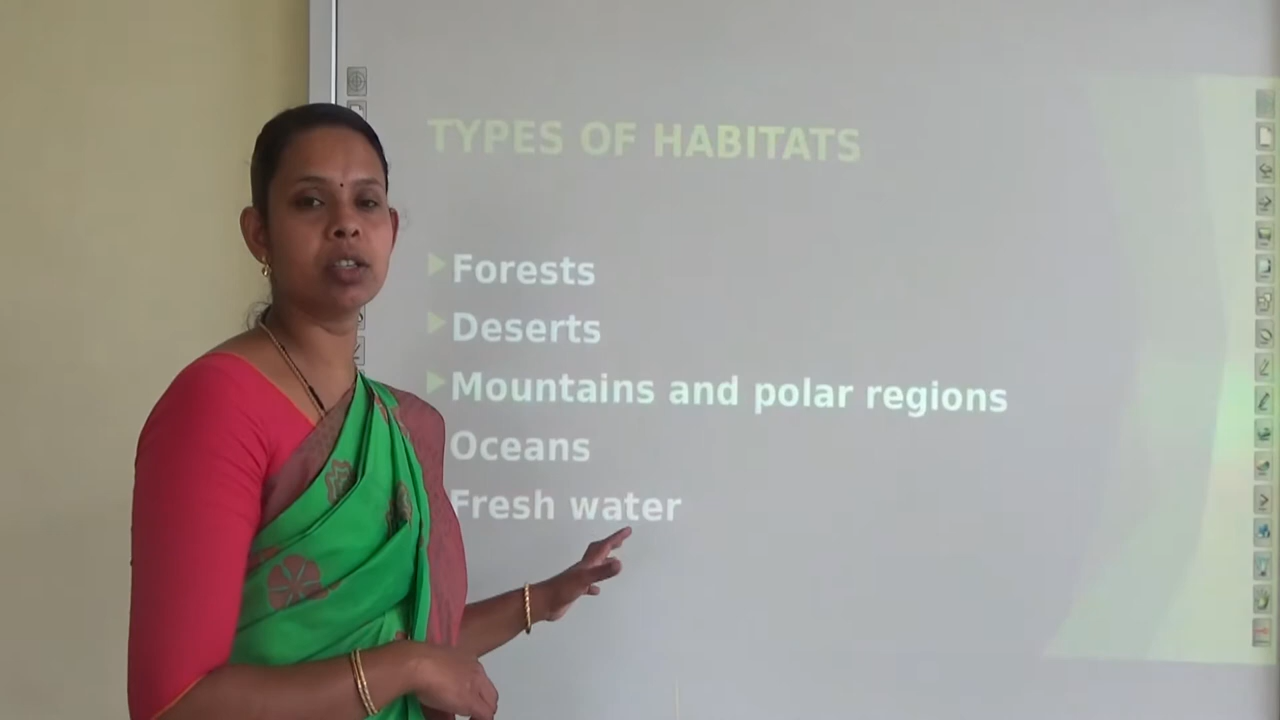 TYPES OF HABITATS
Forests
Deserts
Mountains and polar regions
Oceans
Fresh water